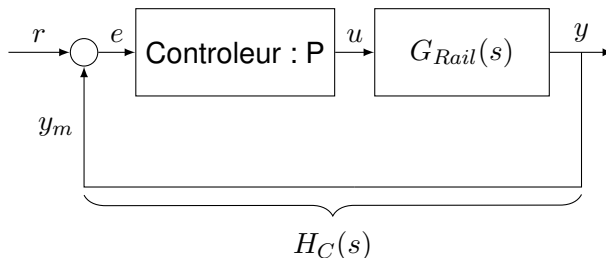 r
e
Controleur : P
u
G_{Rail}(s)
y
y_m
H_C(s)